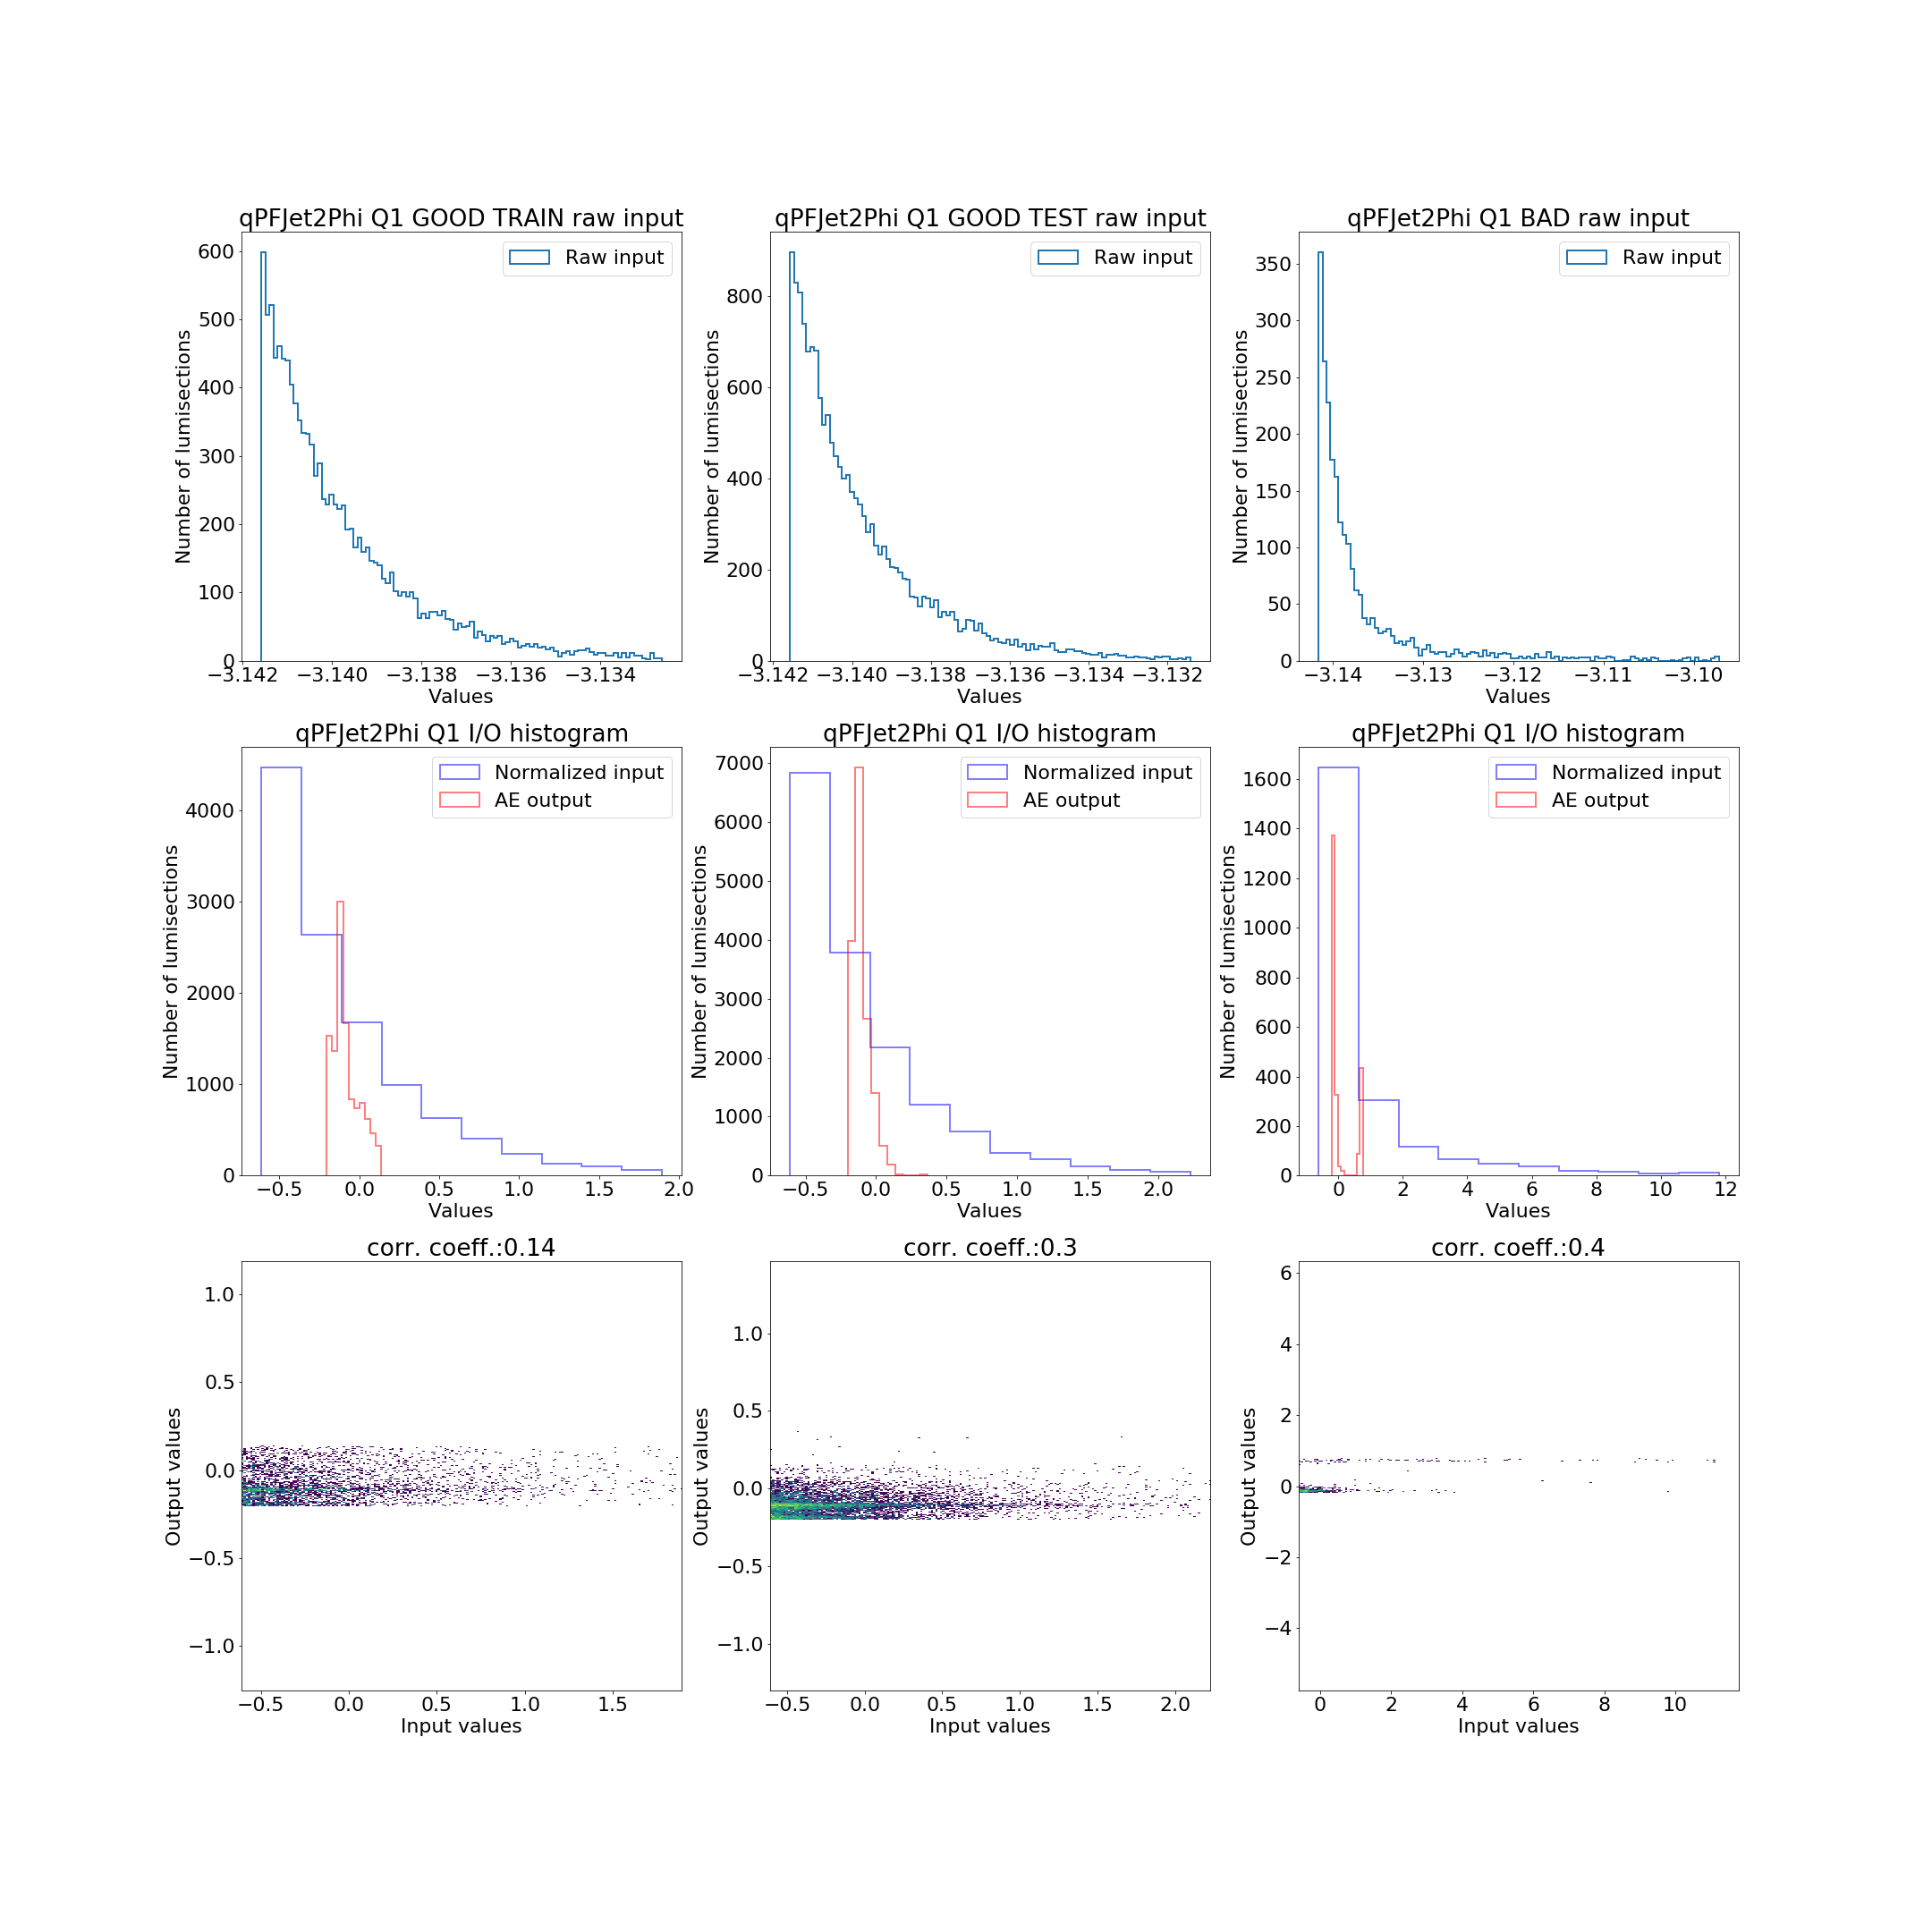 qPFJet2Phi Q1 GOOD TRAIN raw input
Raw input
Number of lumisections
600
500
400
300
200
100
0
−3.142 −3.140 −3.138 −3.136 −3.134
Values
qPFJet2Phi Q1 GOOD TEST raw input
Raw input
Number of lumisections
800
600
400
200
0
−3.142 −3.140 −3.138 −3.136 −3.134 −3.132
Values
qPFJet2Phi Q1 BAD raw input
Raw input
Number of lumisections
350
300
250
200
150
100
50
0
−3.14 −3.13 −3.12 −3.11 −3.10
Values
qPFJet2Phi Q1 I/O histogram
Normalized input
AE output
Number of lumisections
4000
3000
2000
1000
0
−0.5 0.0 0.5 1.0 1.5 2.0
Values
qPFJet2Phi Q1 I/O histogram
Normalized input
AE output
Number of lumisections
7000
6000
5000
4000
3000
2000
1000
0
−0.5 0.0 0.5 1.0 1.5 2.0
Values
qPFJet2Phi Q1 I/O histogram
Normalized input
AE output
Number of lumisections
1600
1400
1200
1000
800
600
400
200
0
0 2 4 6 8 10 12
Values
corr. coeff.:0.14
Output values
1.0
0.5
0.0
−0.5
−1.0
−0.5 0.0 0.5 1.0 1.5
Input values
corr. coeff.:0.3
Output values
1.0
0.5
0.0
−0.5
−1.0
−0.5 0.0 0.5 1.0 1.5 2.0
Input values
corr. coeff.:0.4
Output values
6
4
2
0
−2
−4
0 2 4 6 8 10
Input values